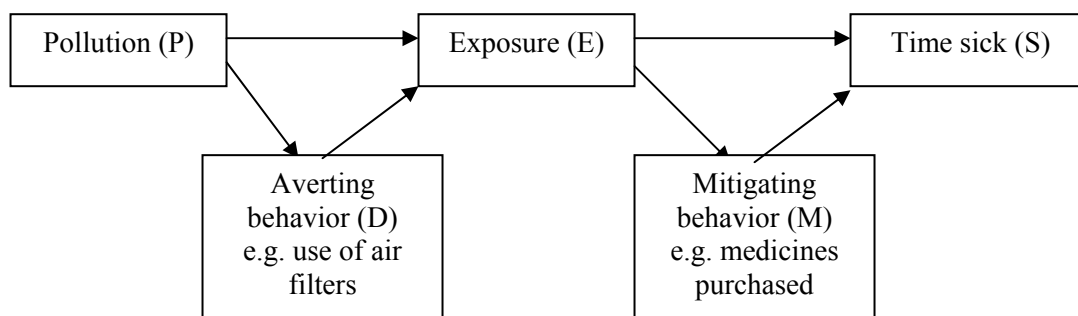 Pollution (P)
Exposure (E)
Time sick (S)
Averting
behavior (D)
e.g. use of air
filters
Mitigating
behavior (M)
e.g. medicines
purchased